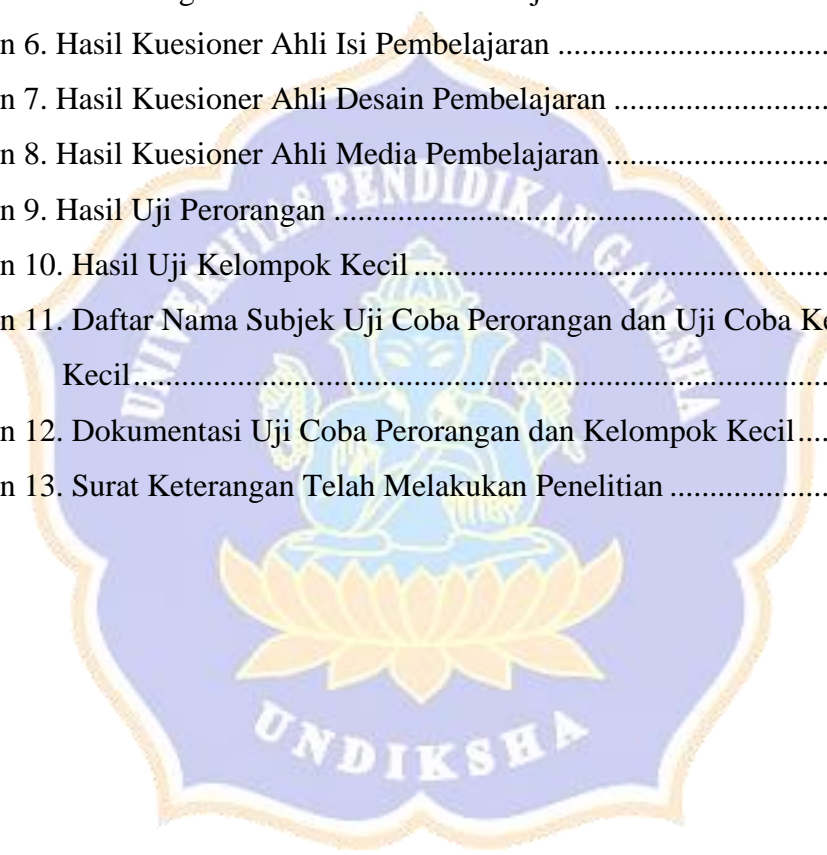 n 6. Hasil Kuesioner Ahli Isi Pembelajaran ....................................
n 7. Hasil Kuesioner Ahli Desain Pembelajaran ............................
n 8. Hasil Kuesioner Ahli Media Pembelajaran .............................
n 9. Hasil Uji Perorangan ................................................................
n 10. Hasil Uji Kelompok Kecil ......................................................
n 11. Daftar Nama Subjek Uji Coba Perorangan dan Uji Coba Ke
Kecil..........................................................................................
n 12. Dokumentasi Uji Coba Perorangan dan Kelompok Kecil....
n 13. Surat Keterangan Telah Melakukan Penelitian ....................
UNIVERSITAS PENDIDIKAN GANESHA
UNDIKSHA